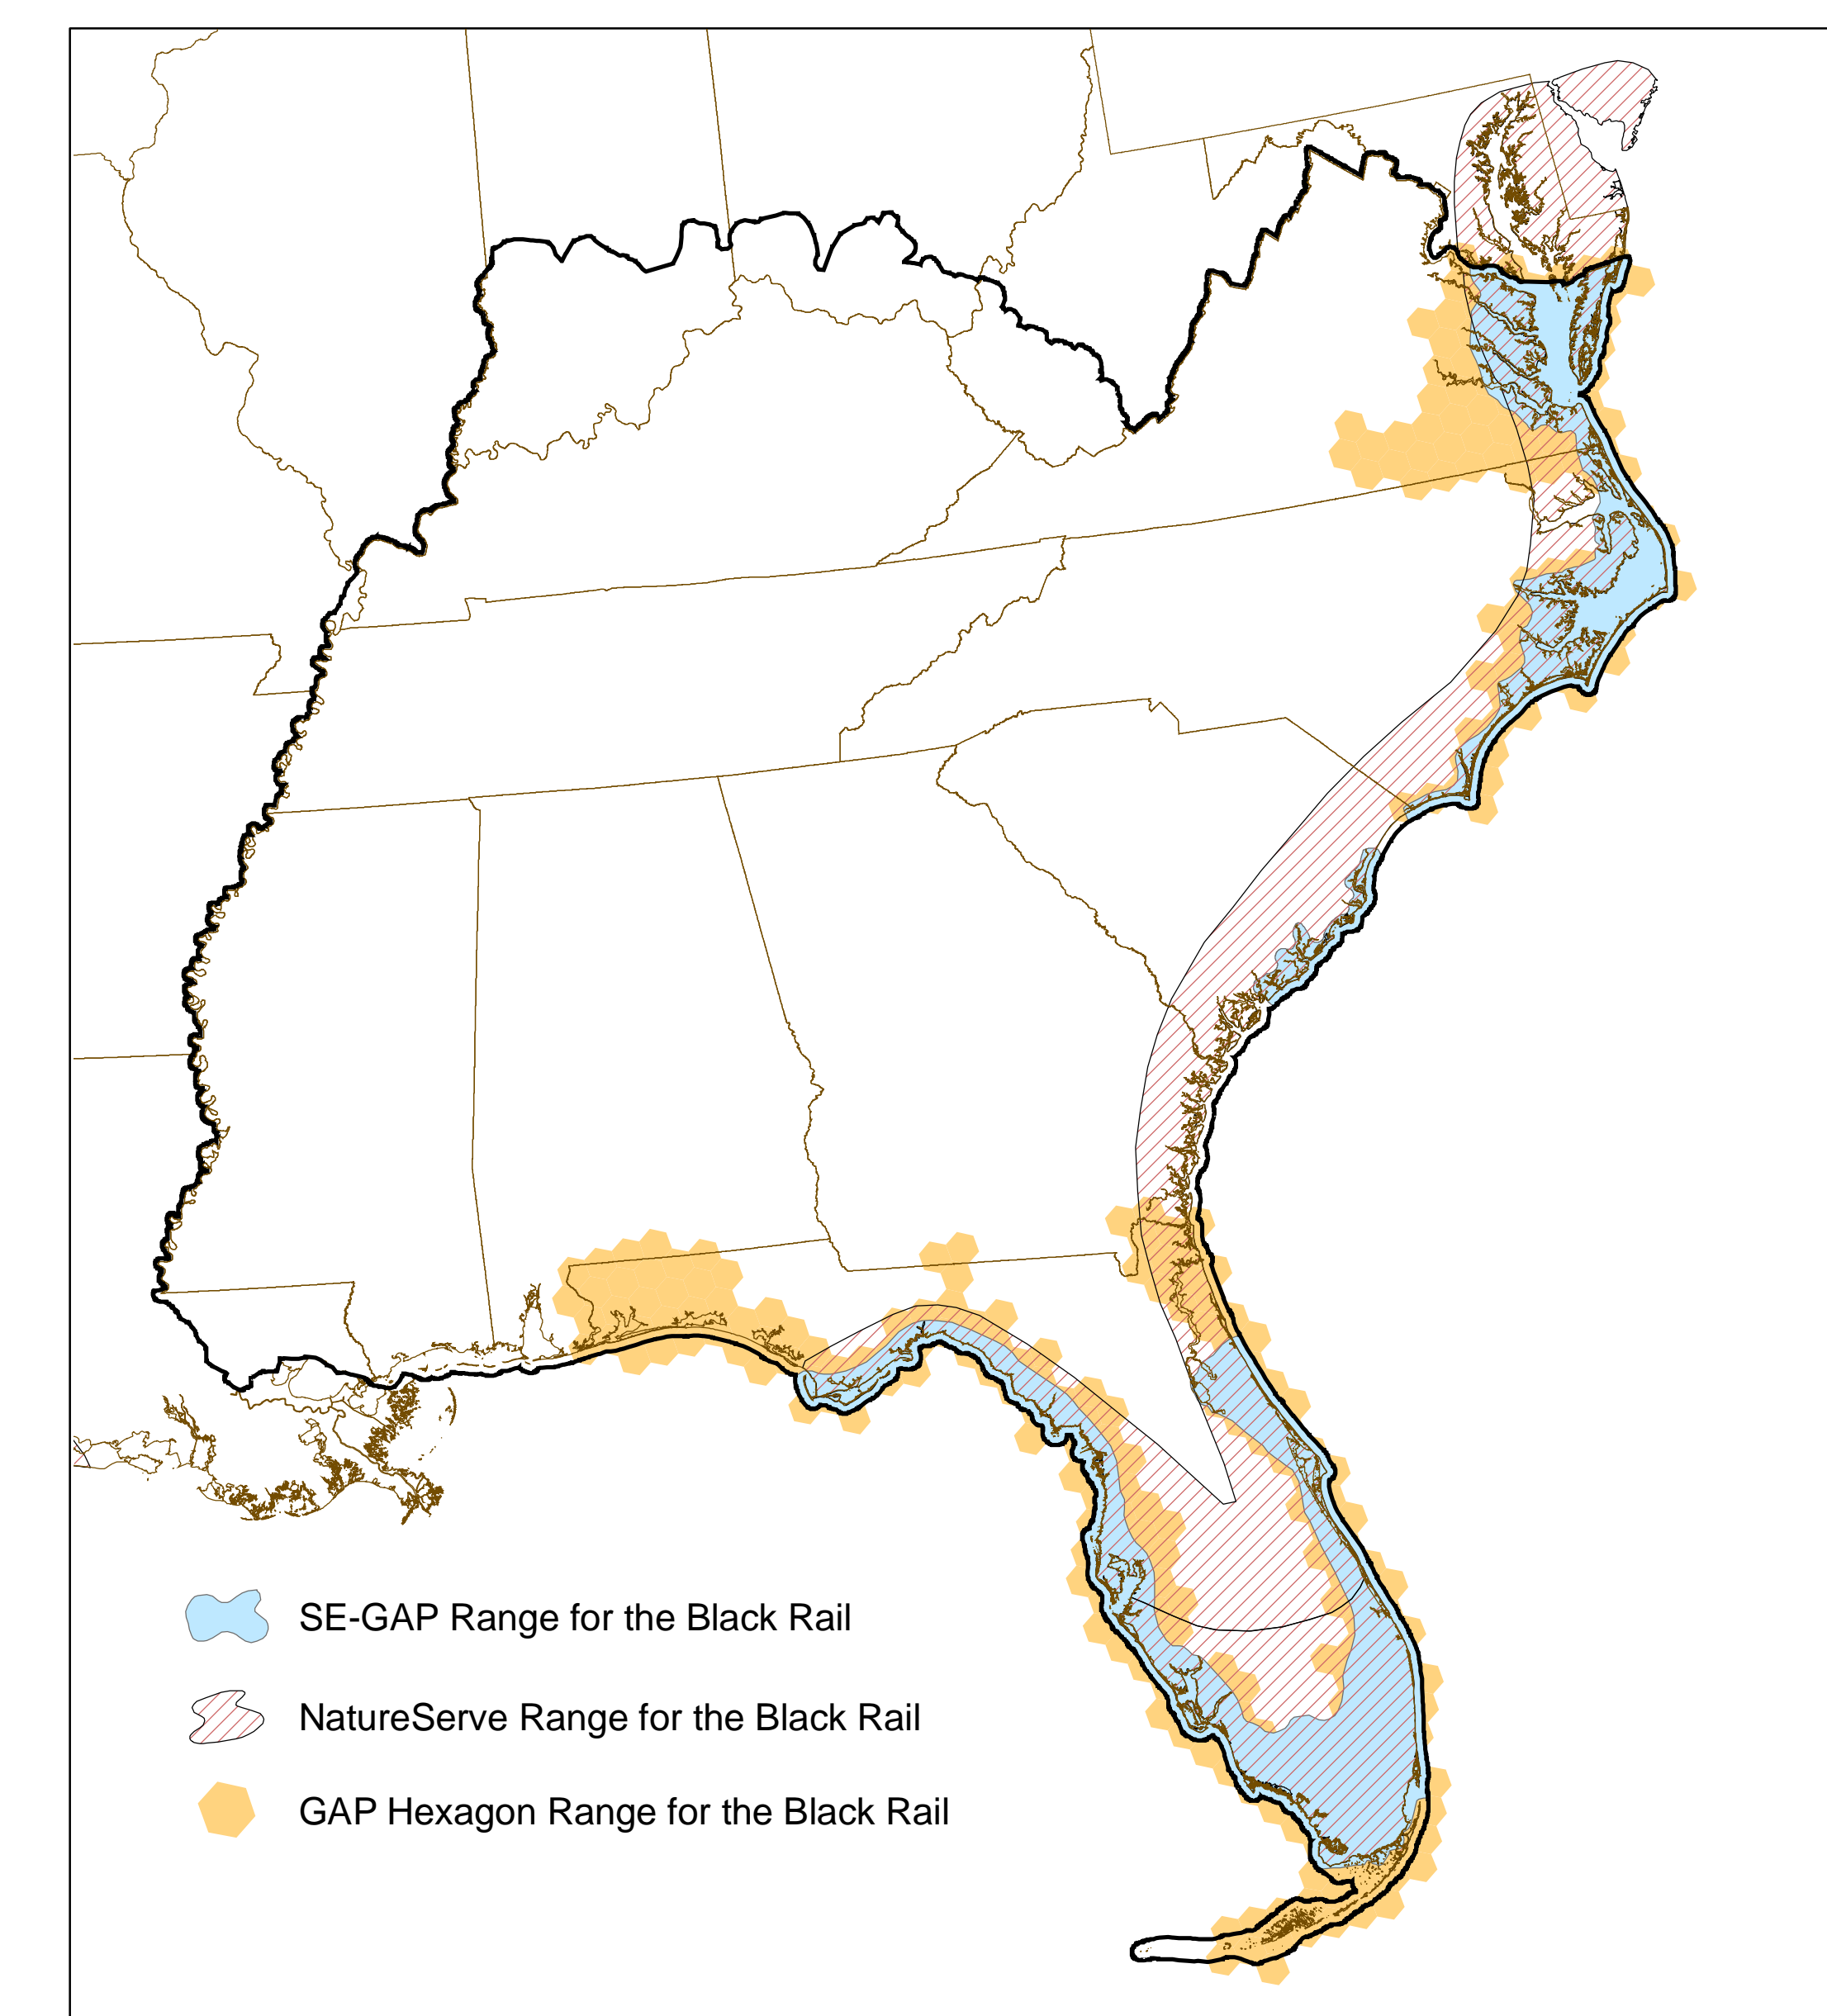 SE-GAP Range for the Black Rail
NatureServe Range for the Black Rail
GAP Hexagon Range for the Black Rail